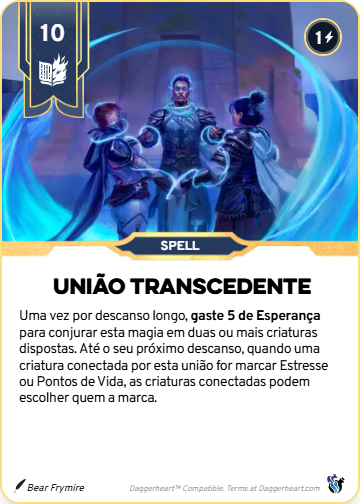 10
1
SPELL
UNIÃO TRANSCEDENTE
Uma vez por descanso longo, gaste 5 de Esperança
para conjurar esta magia em duas ou mais criaturas
dispostas. Até o seu próximo descanso, quando uma
criatura conectada por esta união for marcar Estresse
ou Pontos de Vida, as criaturas conectadas podem
escolher quem a marca.
Bear Frymire
Daggerheart™ Compatible. Terms at Daggerheart.com